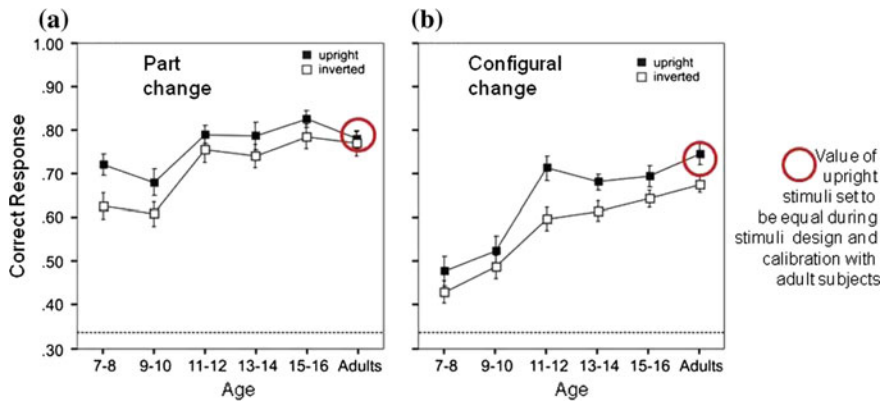 (a)
1.00
.90
.80
.70
.60
.50
.40
.30
Correct Response
Part
change
upright
inverted
7-8
9-10
11-12
13-14
15-16
Adults
Age
(b)
Configural
change
upright
inverted
7-8
9-10
11-12
13-14
15-16
Adults
Age
Value of
upright
stimuli set to
be equal during
stimuli design and
calibration with
adult subjects